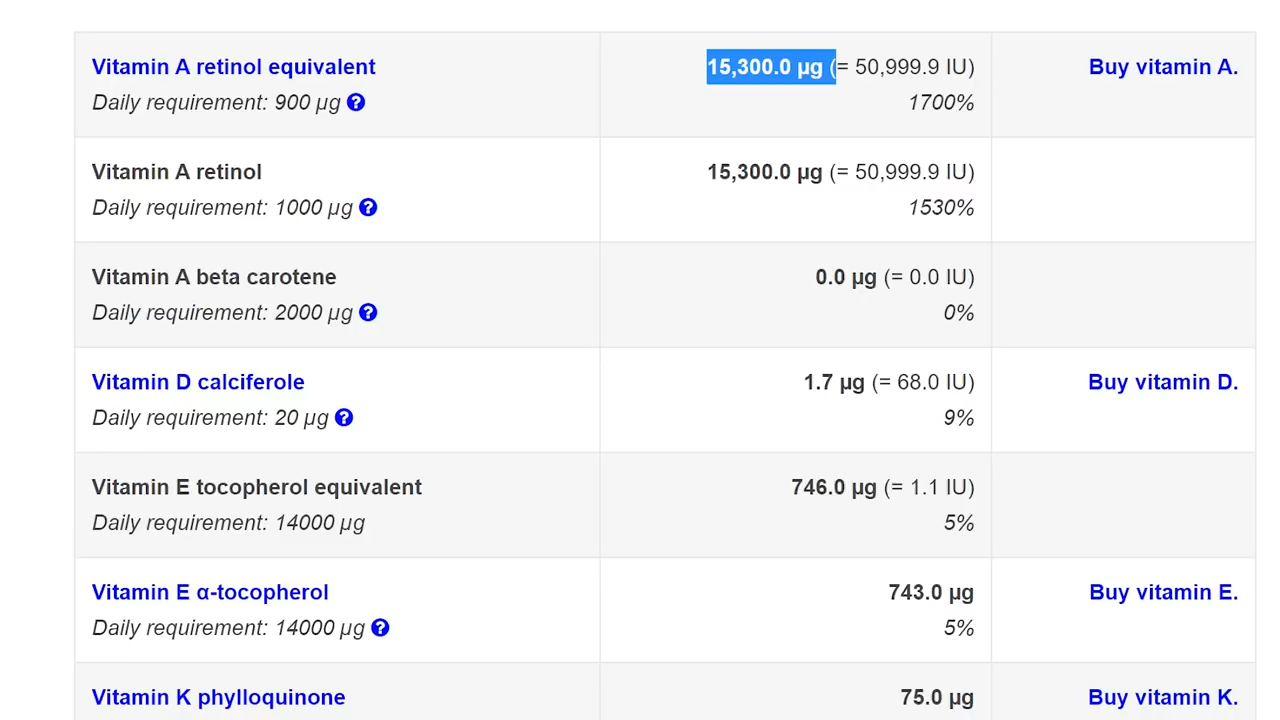 Vitamin A retinol equivalent 15,300.0 µg (= 50,999.9 IU) Buy vitamin A.
Daily requirement: 900 µg ? 1700%
Vitamin A retinol 15,300.0 µg (= 50,999.9 IU)
Daily requirement: 1000 µg ? 1530%
Vitamin A beta carotene 0.0 µg (= 0.0 IU)
Daily requirement: 2000 µg ? 0%
Vitamin D calciferole 1.7 µg (= 68.0 IU) Buy vitamin D.
Daily requirement: 20 µg ? 9%
Vitamin E tocopherol equivalent 746.0 µg (= 1.1 IU)
Daily requirement: 14000 µg 5%
Vitamin E α-tocopherol 743.0 µg Buy vitamin E.
Daily requirement: 14000 µg ? 5%
Vitamin K phylloquinone 75.0 µg Buy vitamin K.